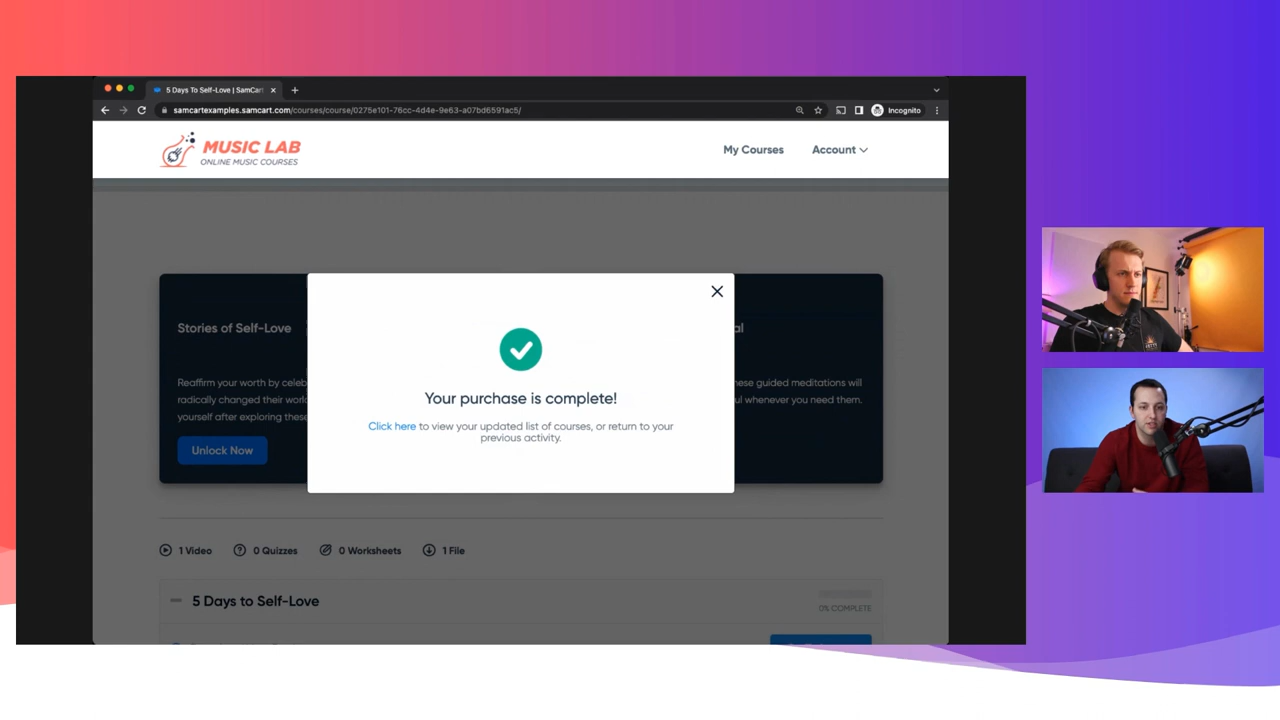 5 Days To Self-Love | SamCart
samcartexamples.samcart.com/courses/course/0275e101-76cc-4d4e-9e63-a07bd6591ac5/
Incognito
MUSIC LAB
ONLINE MUSIC COURSES
My Courses
Account
Stories of Self-Love
al
Reaffirm your worth by celeb
radically changed their world
yourself after exploring these
Unlock Now
hese guided meditations will
ul whenever you need them.
Your purchase is complete!
Click here to view your updated list of courses, or return to your
previous activity.
1 Video
0 Quizzes
0 Worksheets
1 File
5 Days to Self-Love
0% COMPLETE